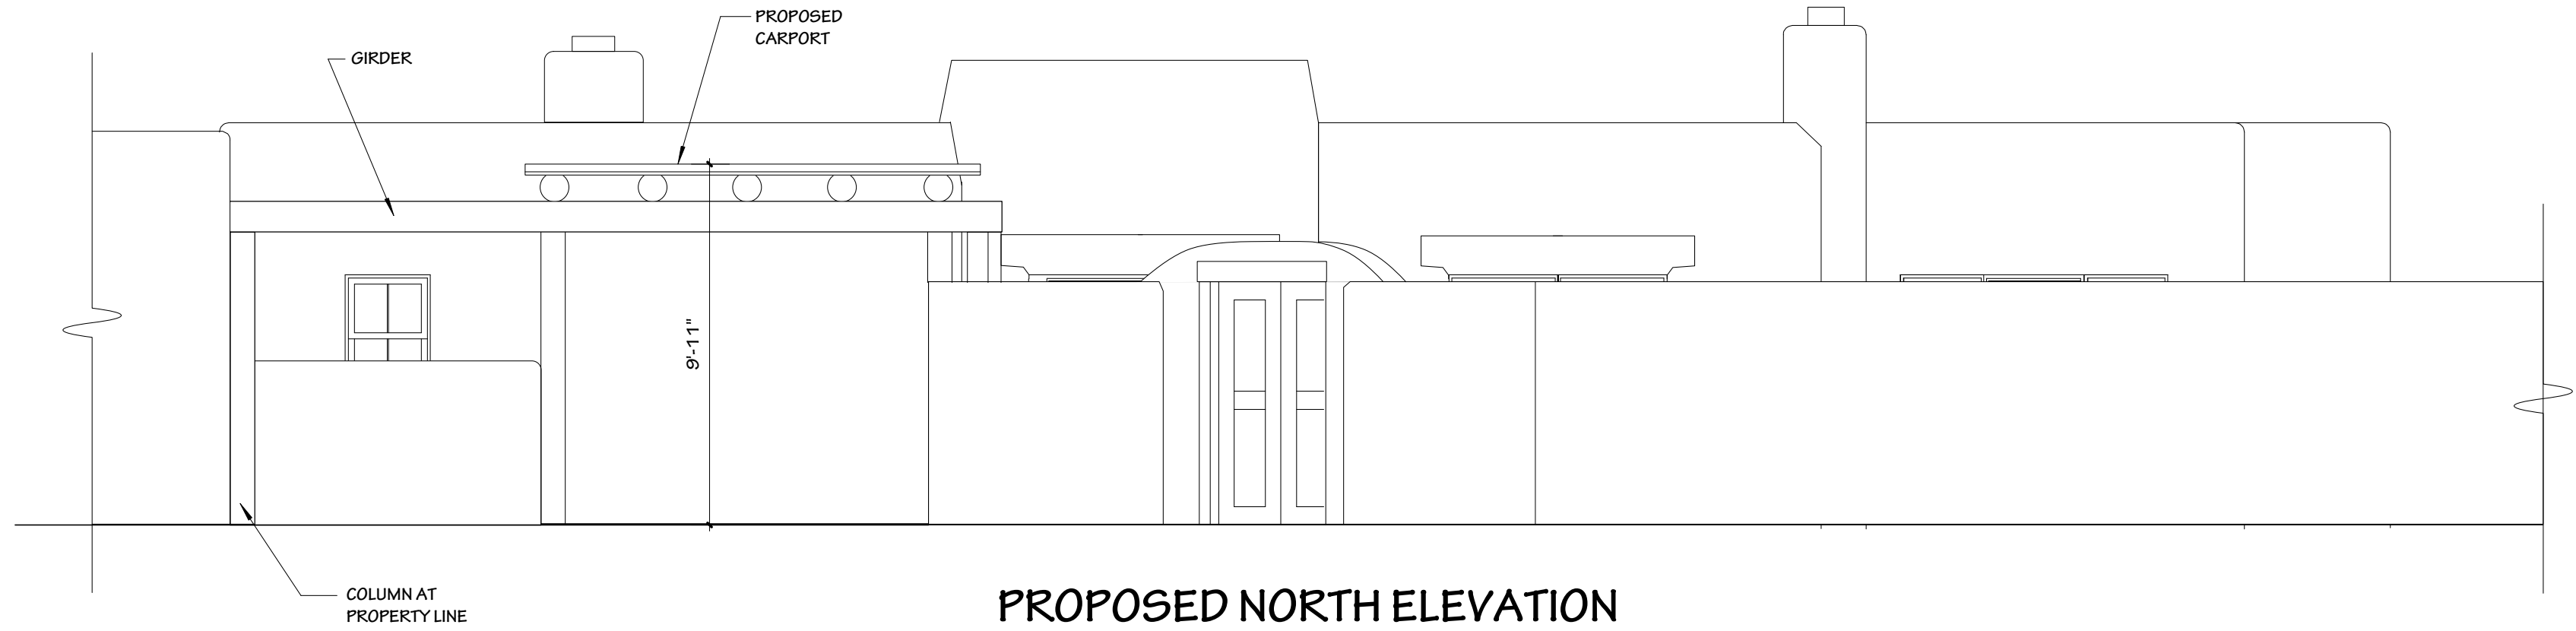 PROPOSED
CARPORT
GIRDER
9'-11"
COLUMN AT
PROPERTY LINE
PROPOSED NORTH ELEVATION